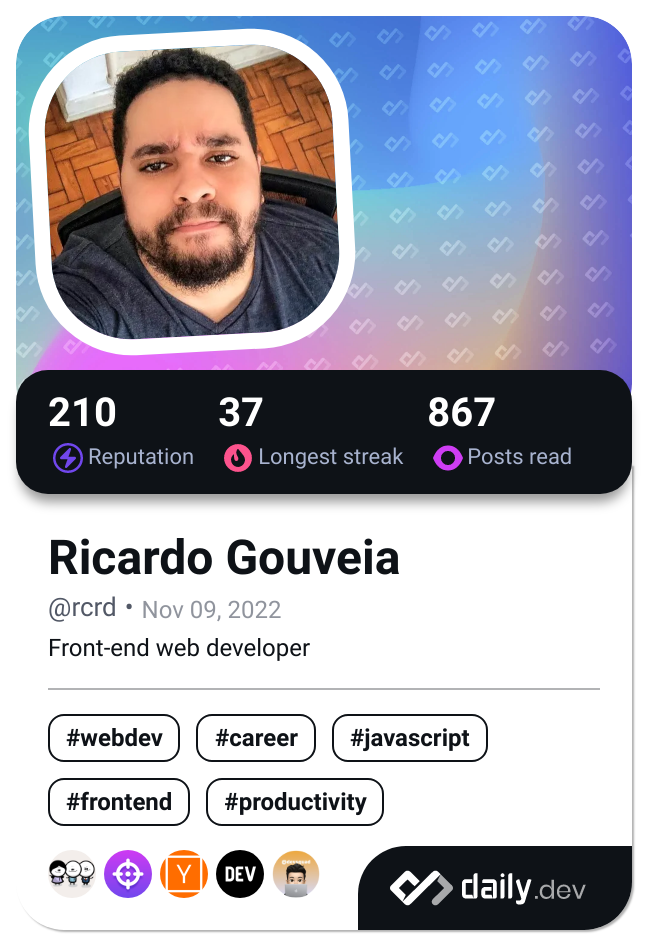 210 37 867
Reputation Longest streak Posts read
Ricardo Gouveia
@rcrd • Nov 09, 2022
Front-end web developer
#webdev #career #javascript
#frontend #productivity
Y DEV
daily.dev